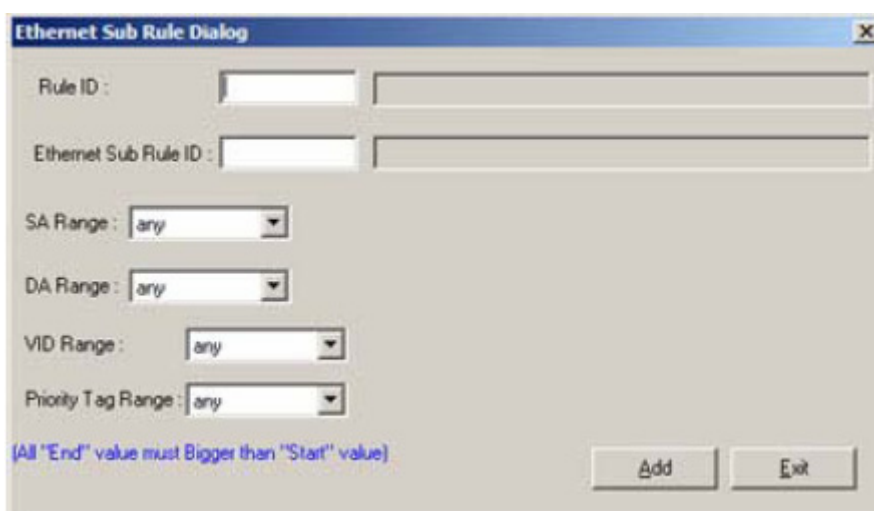 Ethernet Sub Rule Dialog
Rule ID :
Ethernet Sub Rule ID :
SA Range : any
DA Range : any
VID Range : any
Priority Tag Range : any
(All "End" value must Bigger than "Start" value)
Add Exit